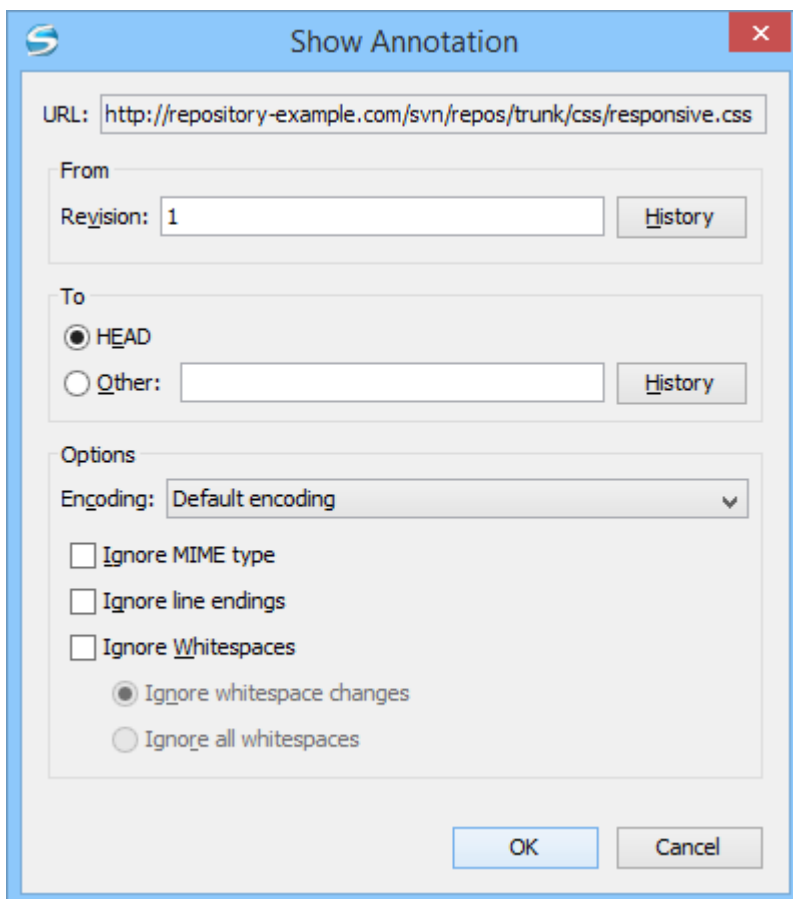 Show Annotation
URL: http://repository-example.com/svn/repos/trunk/css/responsive.css
From
Revision: 1 History
To
HEAD
Other: History
Options
Encoding: Default encoding
Ignore MIME type
Ignore line endings
Ignore Whitespaces
Ignore whitespace changes
Ignore all whitespaces
OK Cancel